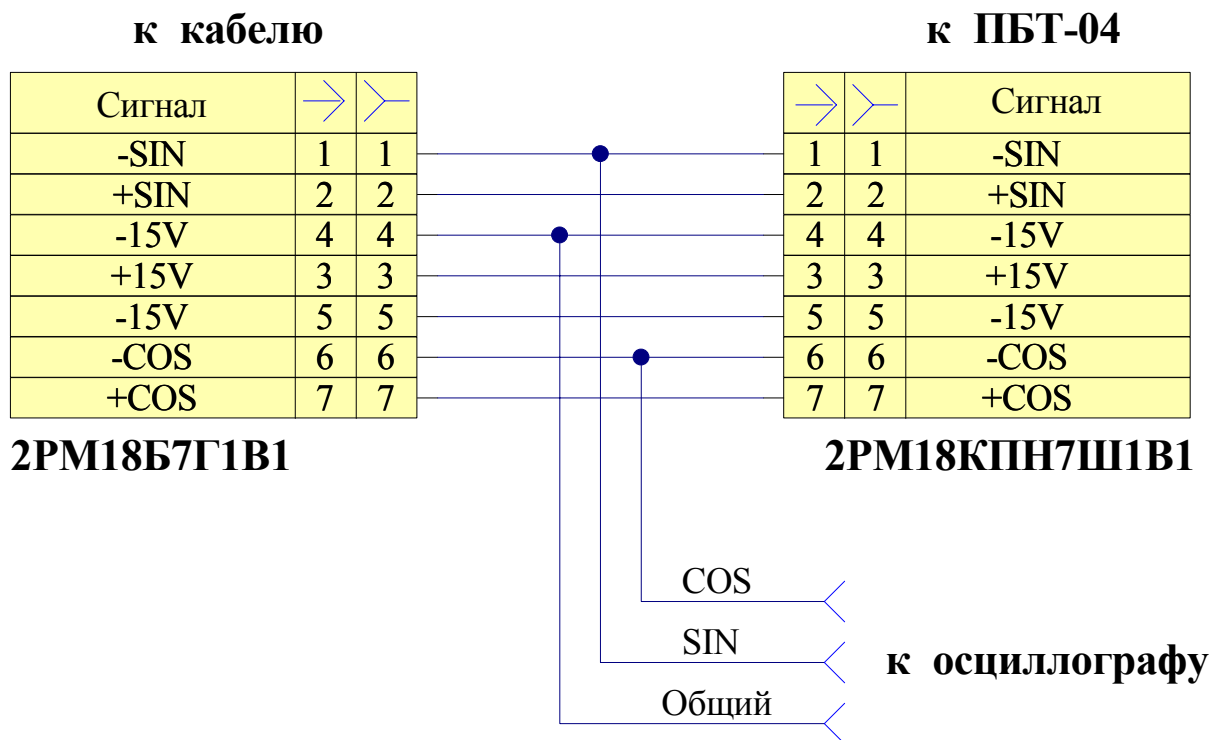 к кабелю
к ПБТ-04
Сигнал
Сигнал
-SIN 1 1
1 1 -SIN
+SIN 2 2
2 2 +SIN
-15V 4 4
4 4 -15V
+15V 3 3
3 3 +15V
-15V 5 5
5 5 -15V
-COS 6 6
6 6 -COS
+COS 7 7
7 7 +COS
2РМ18Б7Г1В1
2РМ18КПН7Ш1В1
COS
SIN
к осциллографу
Общий